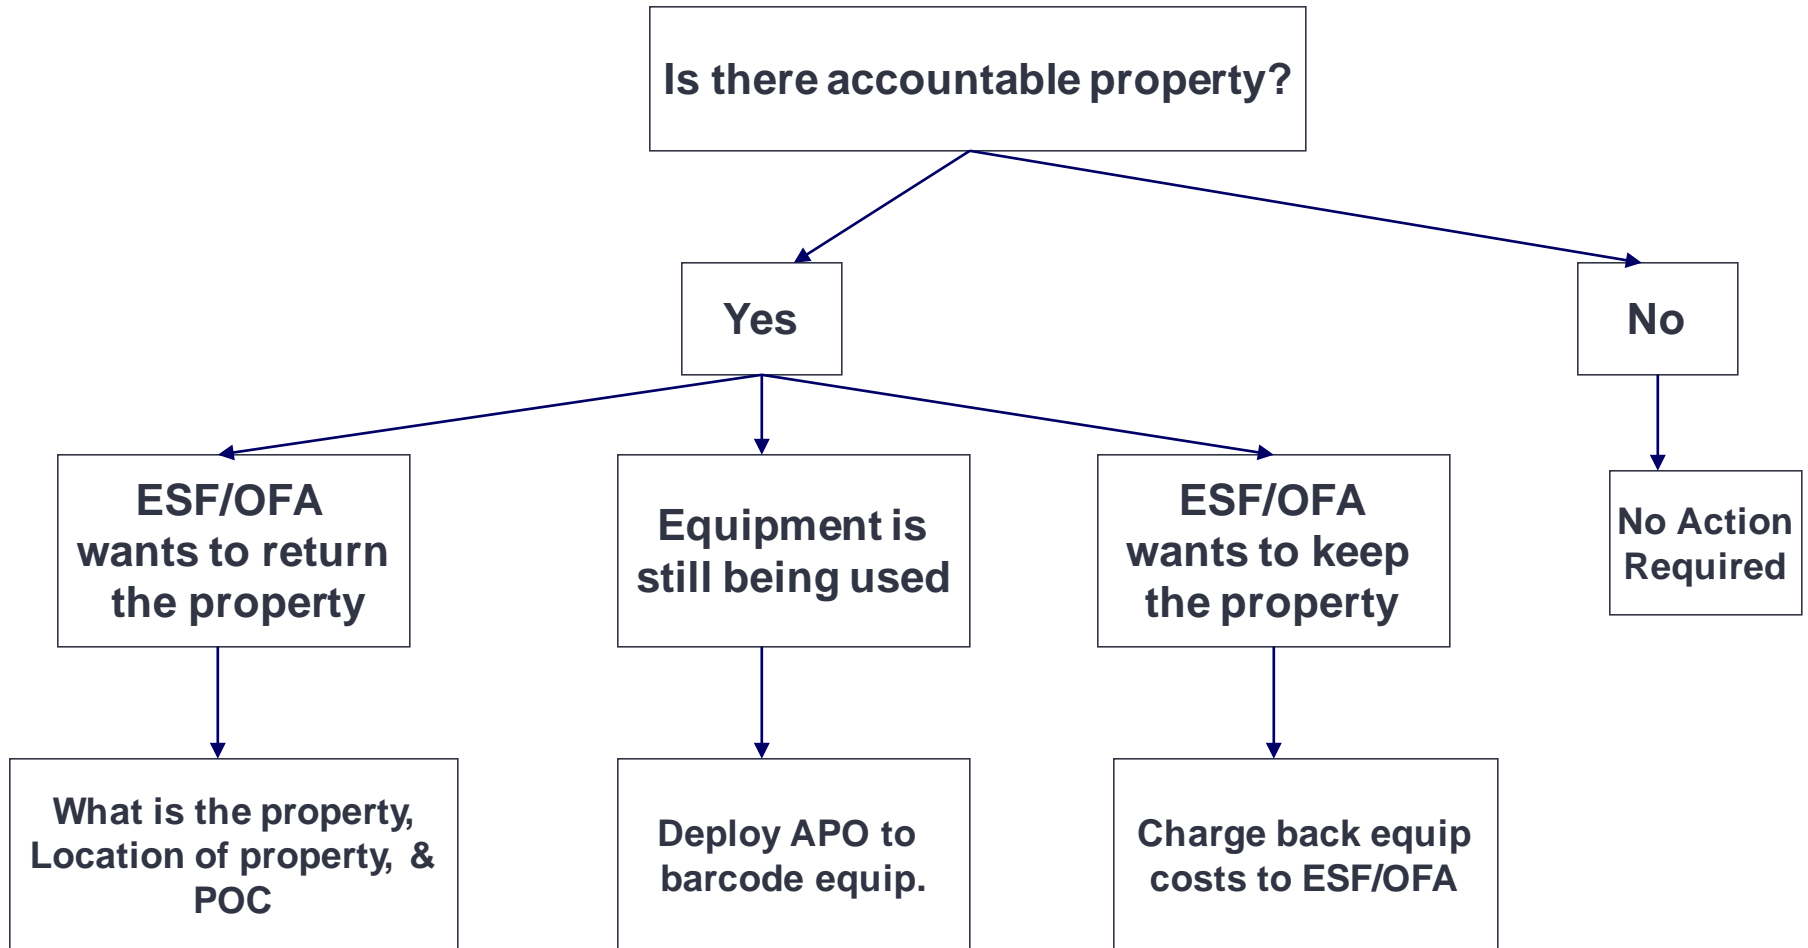 Is there accountable property?
Yes
No
ESF/OFA
wants to return
the property
Equipment is
still being used
ESF/OFA
wants to keep
the property
No Action
Required
What is the property,
Location of property, &
POC
Deploy APO to
barcode equip.
Charge back equip
costs to ESF/OFA